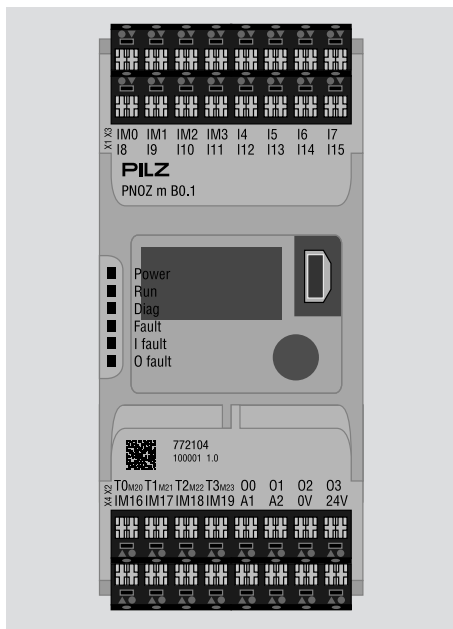 X1 X3
IM0 IM1 IM2 IM3 I4 I5 I6 I7
I8 I9 I10 I11 I12 I13 I14 I15
PILZ
PNOZ m B0.1
Power
Run
Diag
Fault
I fault
O fault
772104
100001 1.0
X4 X2
T0M20 T1M21 T2M22 T3M23 O0 O1 O2 O3
IM16 IM17 IM18 IM19 A1 A2 0V 24V